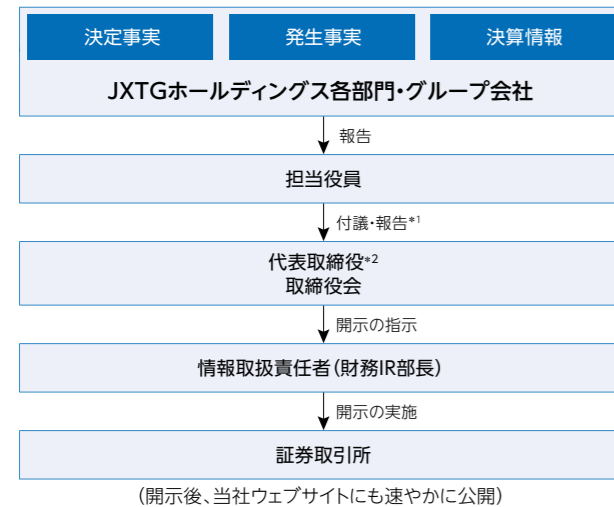 決定事実 発生事実 決算情報
JXTGホールディングス各部門・グループ会社
報告
担当役員
付議・報告*1
代表取締役*2
取締役会
開示の指示
情報取扱責任者(財務IR部長)
開示の実施
証券取引所
(開示後、当社ウェブサイトにも速やかに公開)